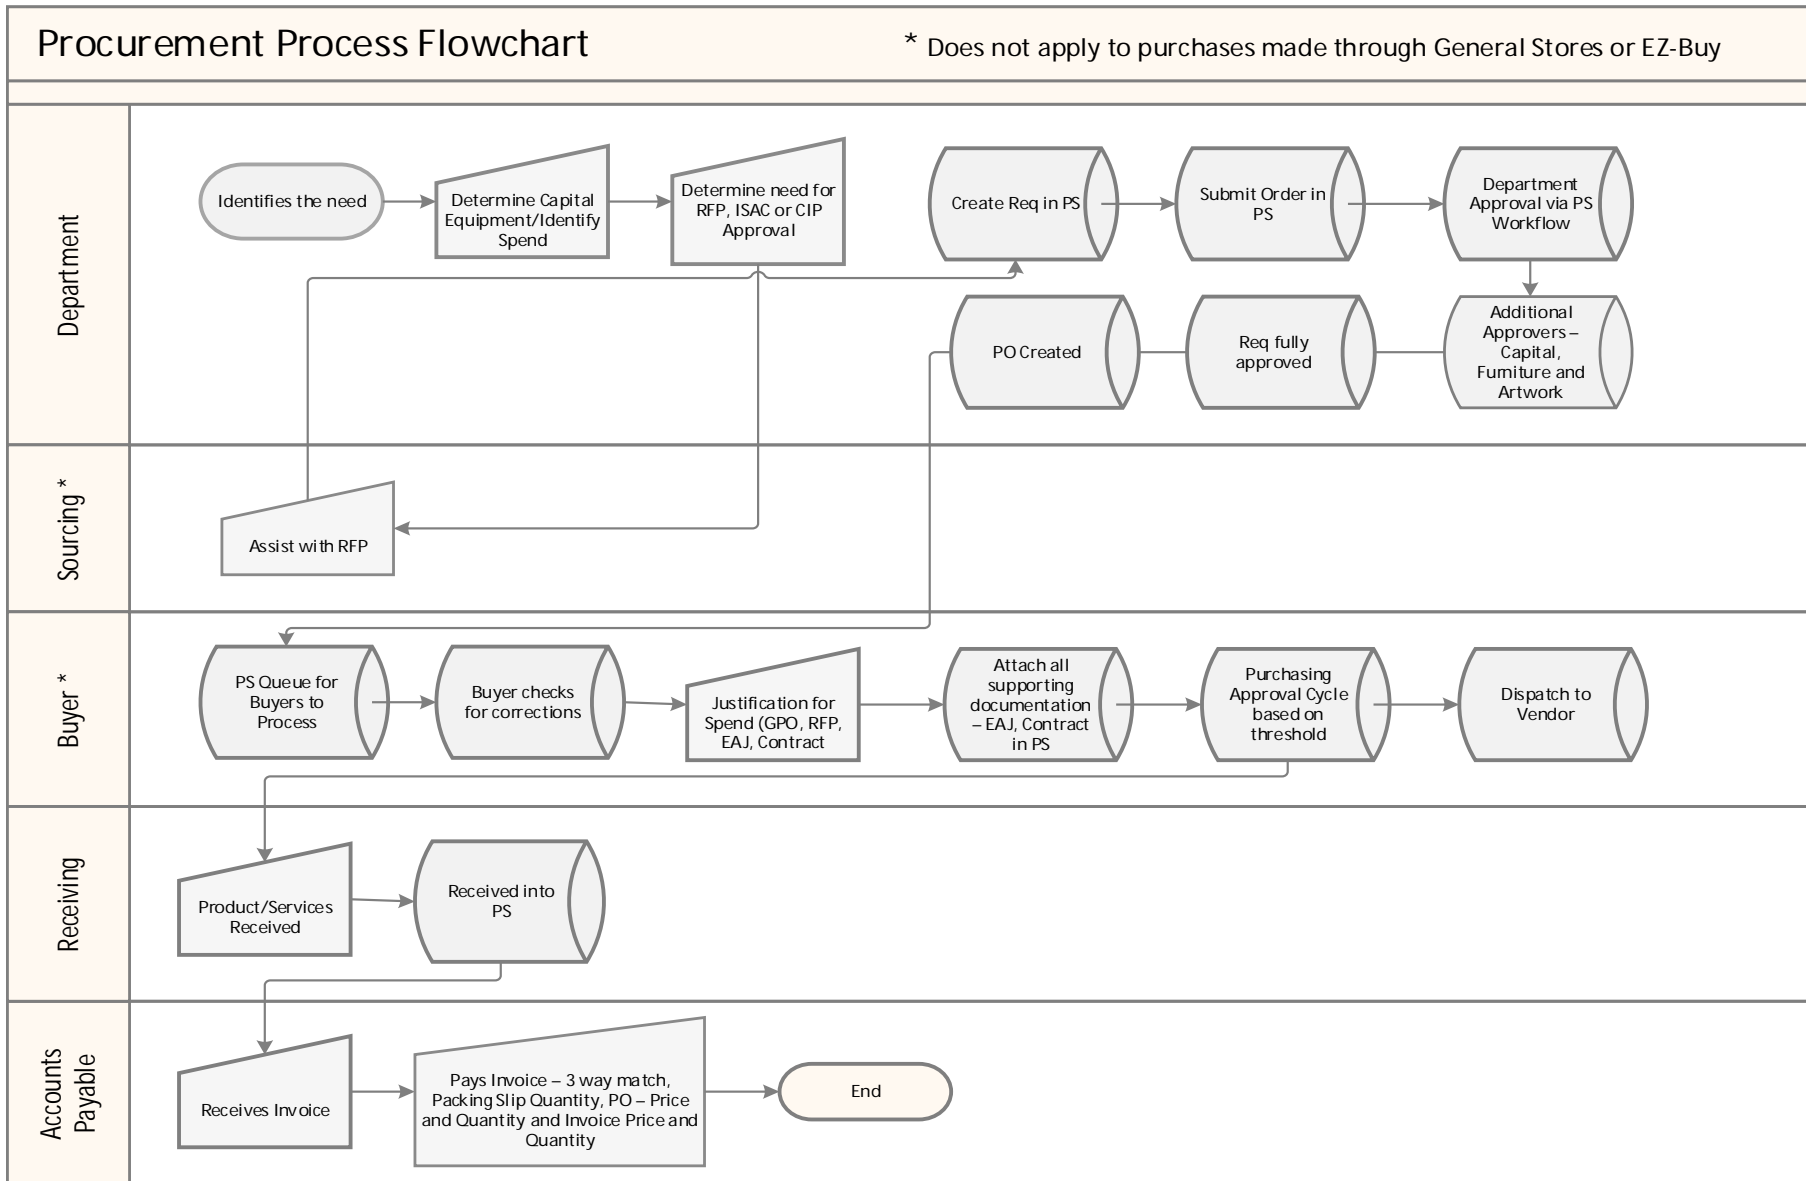 Procurement Process Flowchart
* Does not apply to purchases made through General Stores or EZ-Buy
Department
Identifies the need
Determine Capital
Equipment/Identify
Spend
Determine need for
RFP, ISAC or CIP
Approval
Create Req in PS
Submit Order in
PS
Department
Approval via PS
Workflow
PO Created
Req fully
approved
Additional
Approvers –
Capital,
Furniture and
Artwork
Sourcing *
Assist with RFP
Buyer *
PS Queue for
Buyers to
Process
Buyer checks
for corrections
Justification for
Spend (GPO, RFP,
EAJ, Contract
Attach all
supporting
documentation
– EAJ, Contract
in PS
Purchasing
Approval Cycle
based on
threshold
Dispatch to
Vendor
Receiving
Product/Services
Received
Received into
PS
Accounts
Payable
Receives Invoice
Pays Invoice – 3 way match,
Packing Slip Quantity, PO – Price
and Quantity and Invoice Price and
Quantity
End